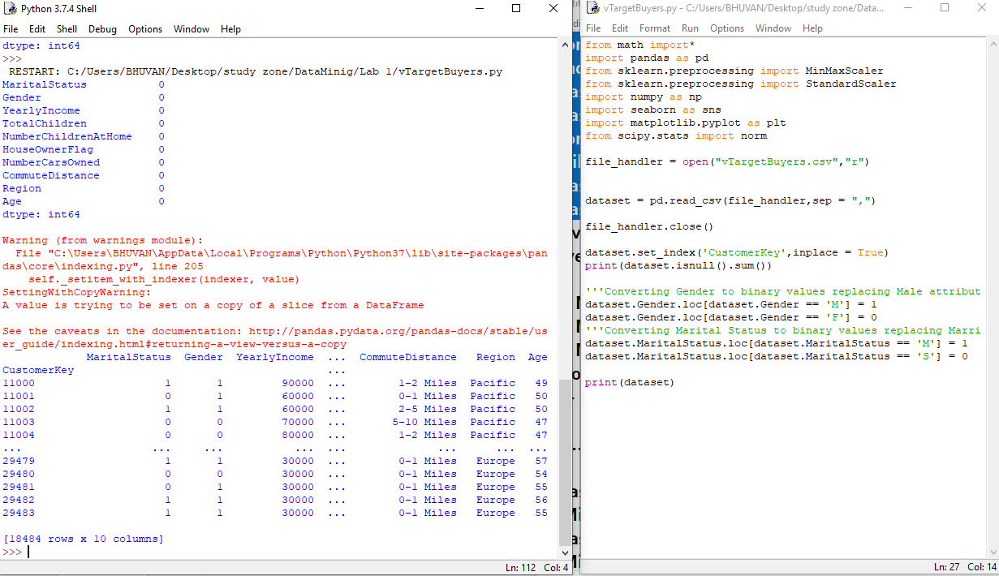 Python 3.7.4 Shell
File Edit Shell Debug Options Window Help
dtype: int64
>>>
 RESTART: C:/Users/BHUVAN/Desktop/study zone/DataMinig/Lab 1/vTargetBuyers.py
MaritalStatus 0
Gender 0
YearlyIncome 0
TotalChildren 0
NumberChildrenAtHome 0
HouseOwnerFlag 0
NumberCarsOwned 0
CommuteDistance 0
Region 0
Age 0
dtype: int64
Warning (from warnings module):
  File "C:\Users\BHUVAN\AppData\Local\Programs\Python\Python37\lib\site-packages\pan
das\core\indexing.py", line 205
    self._setitem_with_indexer(indexer, value)
SettingWithCopyWarning:
A value is trying to be set on a copy of a slice from a DataFrame
See the caveats in the documentation: http://pandas.pydata.org/pandas-docs/stable/us
er_guide/indexing.html#returning-a-view-versus-a-copy
MaritalStatus Gender YearlyIncome ... CommuteDistance Region Age
CustomerKey ...
11000 1 1 90000 ... 1-2 Miles Pacific 49
11001 0 1 60000 ... 0-1 Miles Pacific 50
11002 1 1 60000 ... 2-5 Miles Pacific 50
11003 0 0 70000 ... 5-10 Miles Pacific 47
11004 0 0 80000 ... 1-2 Miles Pacific 47
... ... ... ... ... ... ... ...
29479 1 1 30000 ... 0-1 Miles Europe 57
29480 0 0 30000 ... 0-1 Miles Europe 54
29481 0 1 30000 ... 0-1 Miles Europe 55
29482 1 1 30000 ... 0-1 Miles Europe 56
29483 1 1 30000 ... 0-1 Miles Europe 55
[18484 rows x 10 columns]
>>>
Ln: 112 Col: 4
vTargetBuyers.py - C:/Users/BHUVAN/Desktop/study zone/Data...
File Edit Format Run Options Window Help
from math import*
import pandas as pd
from sklearn.preprocessing import MinMaxScaler
from sklearn.preprocessing import StandardScaler
import numpy as np
import seaborn as sns
import matplotlib.pyplot as plt
from scipy.stats import norm
file_handler = open("vTargetBuyers.csv","r")
dataset = pd.read_csv(file_handler,sep = ",")
file_handler.close()
dataset.set_index('CustomerKey',inplace = True)
print(dataset.isnull().sum())
'''Converting Gender to binary values replacing Male attribut
dataset.Gender.loc[dataset.Gender == 'M'] = 1
dataset.Gender.loc[dataset.Gender == 'F'] = 0
'''Converting Marital Status to binary values replacing Marri
dataset.MaritalStatus.loc[dataset.MaritalStatus == 'M'] = 1
dataset.MaritalStatus.loc[dataset.MaritalStatus == 'S'] = 0
print(dataset)
Ln: 27 Col: 14